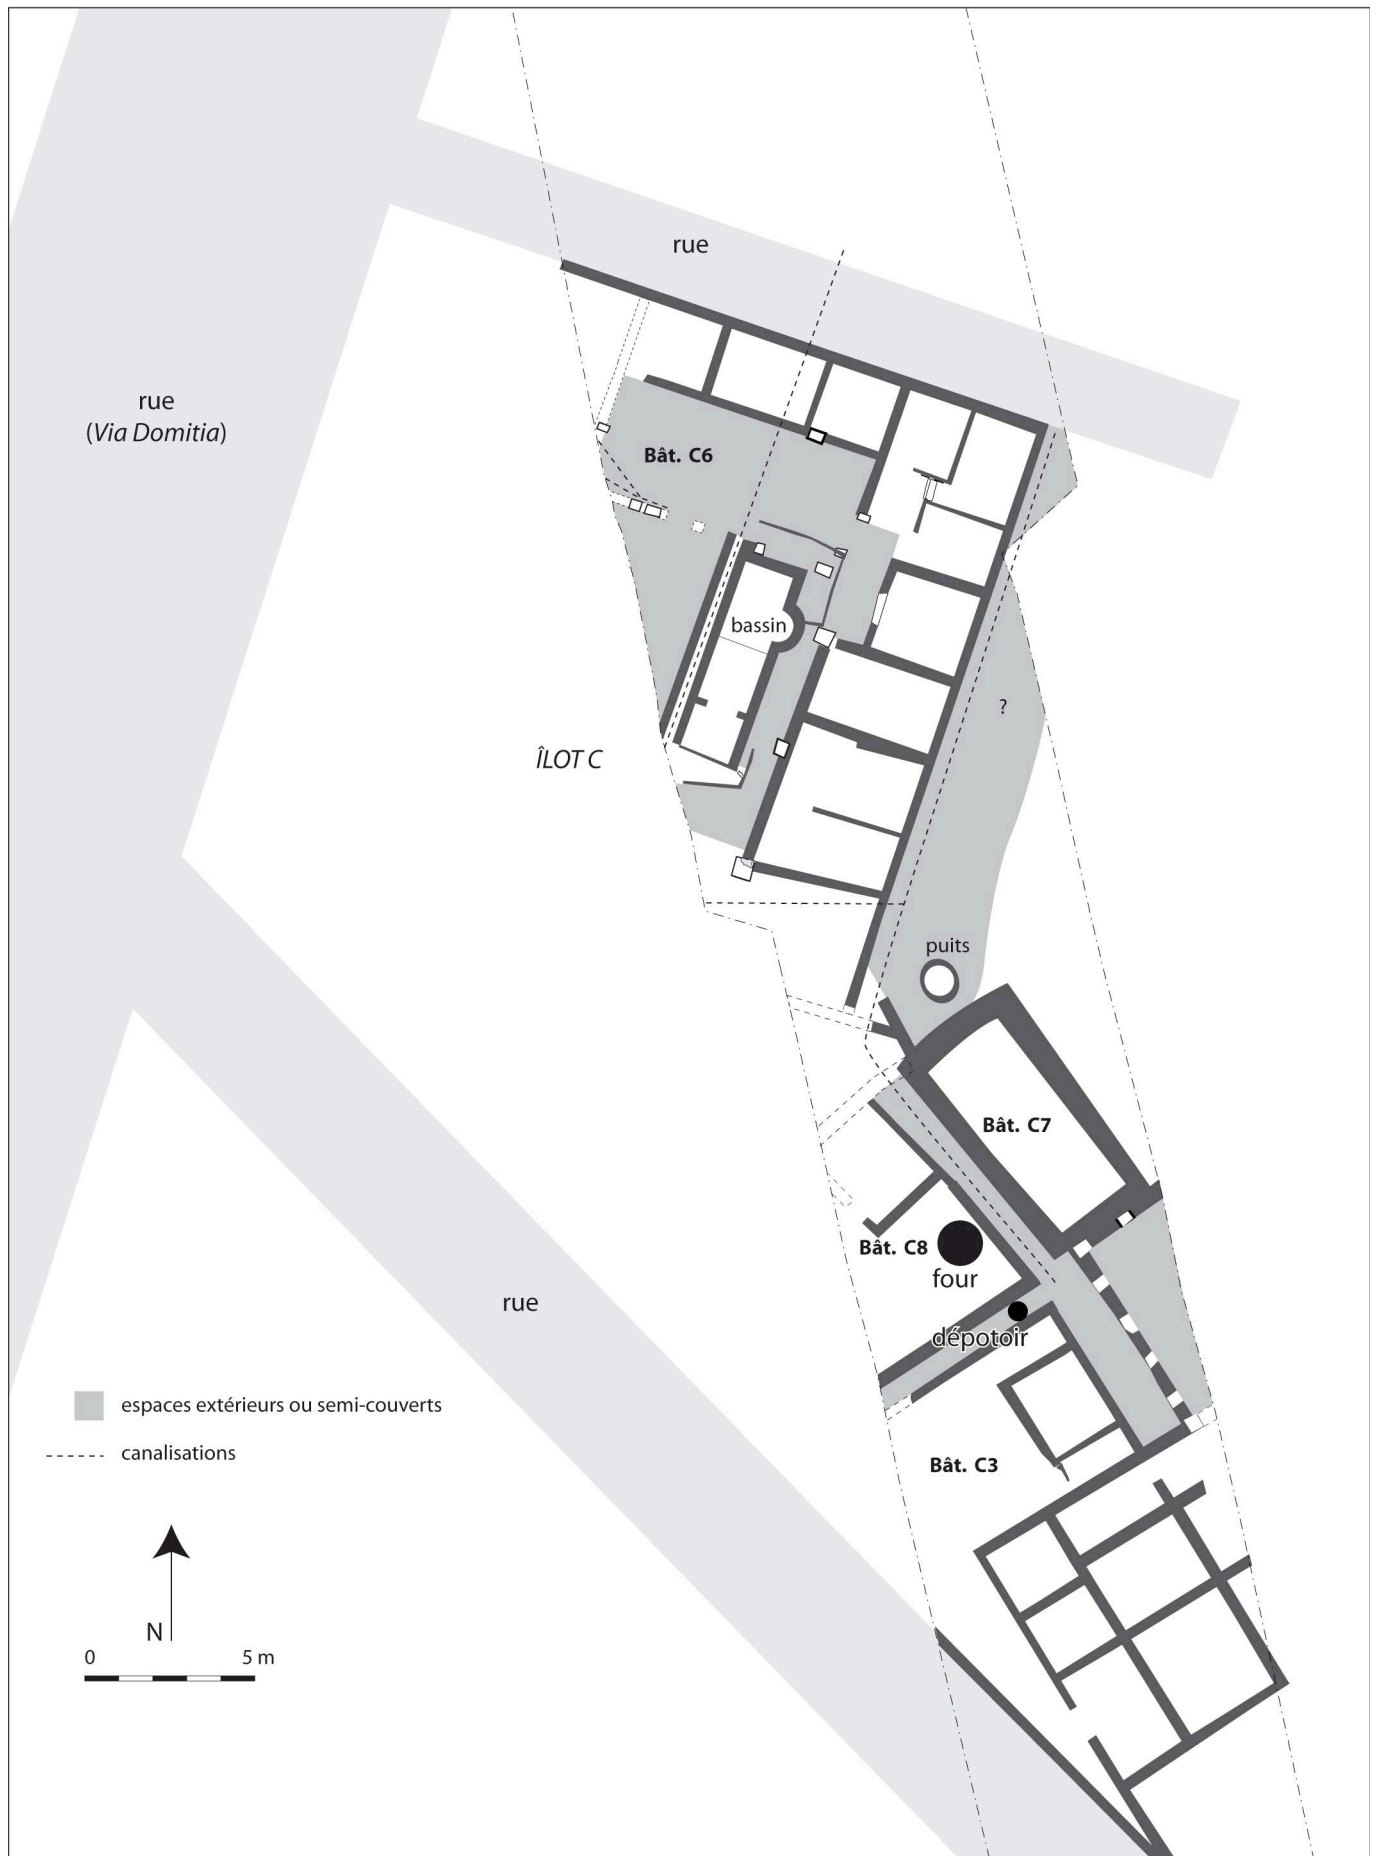 rue
rue
(Via Domitia)
Bât. C6
bassin
?
ÎLOT C
puits
Bât. C7
Bât. C8
four
rue
dépotoir
espaces extérieurs ou semi-couverts
canalisations
Bât. C3
N
0 5 m